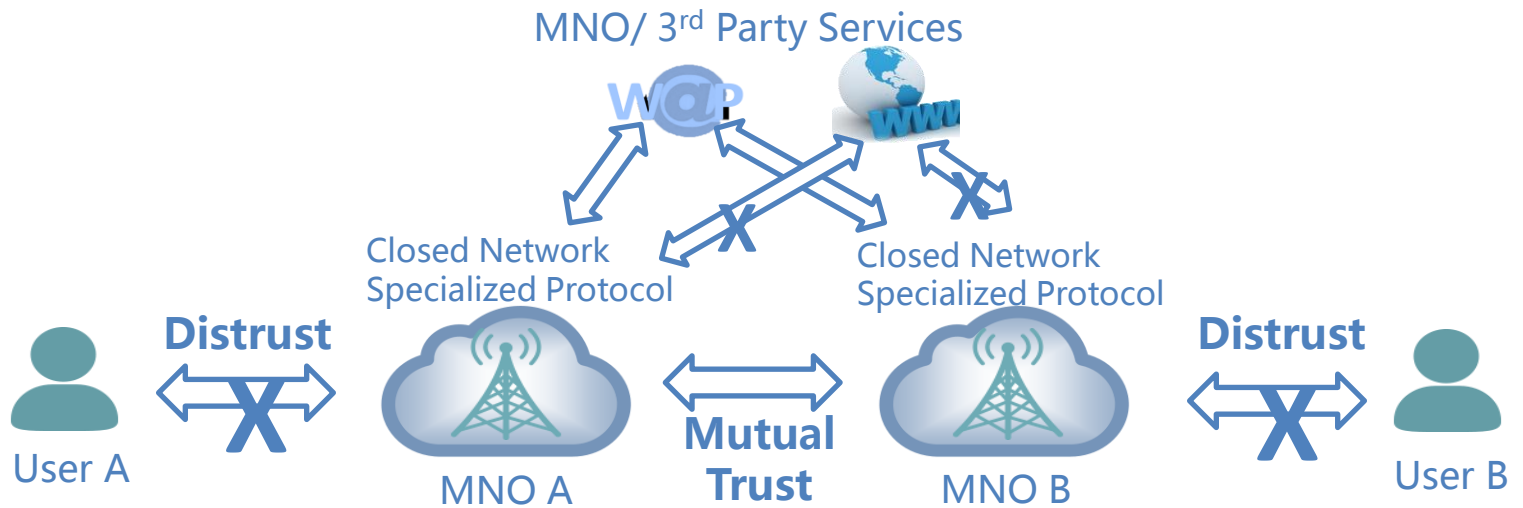 MNO/ 3rd Party Services
W@P
www
Closed Network
Specialized Protocol
Closed Network
Specialized Protocol
Distrust
X
X
Distrust
X
X
Mutual
Trust
User A
MNO A
MNO B
User B